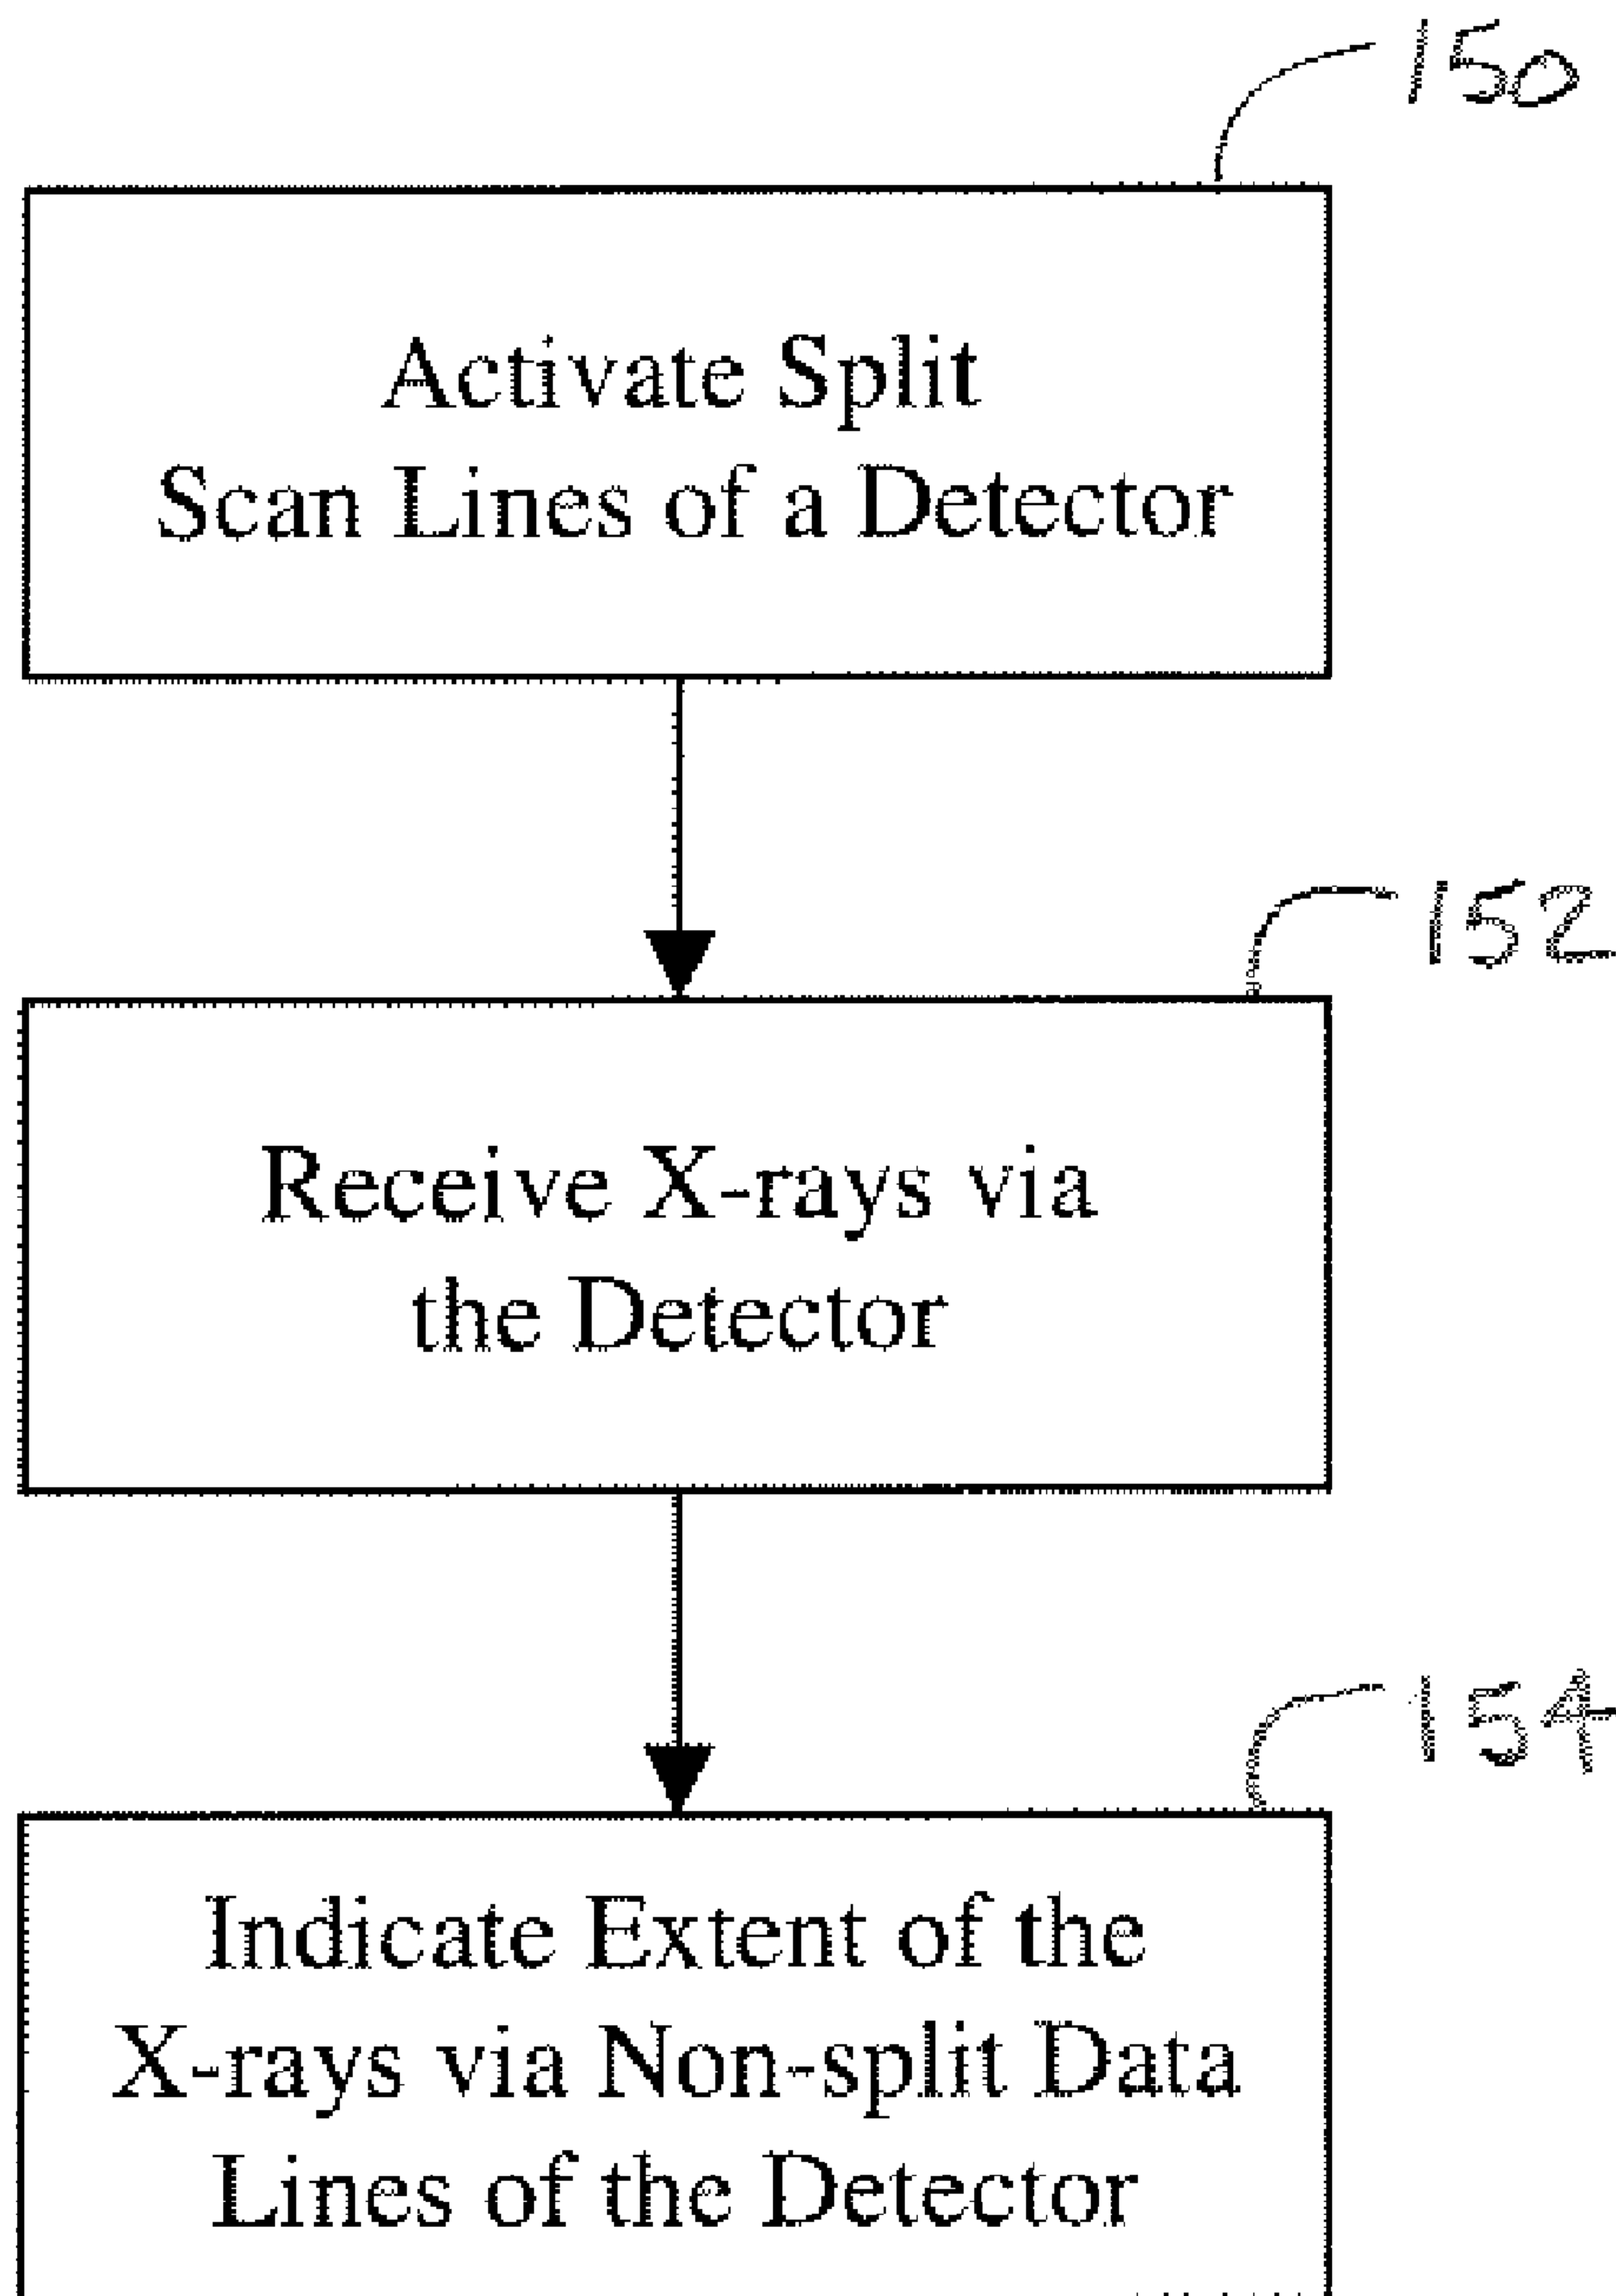 150
Activate Split
Scan Lines of a Detector
152
Receive X-rays via
the Detector
154
Indicate Extent of the
X-rays via Non-split Data
Lines of the Detector